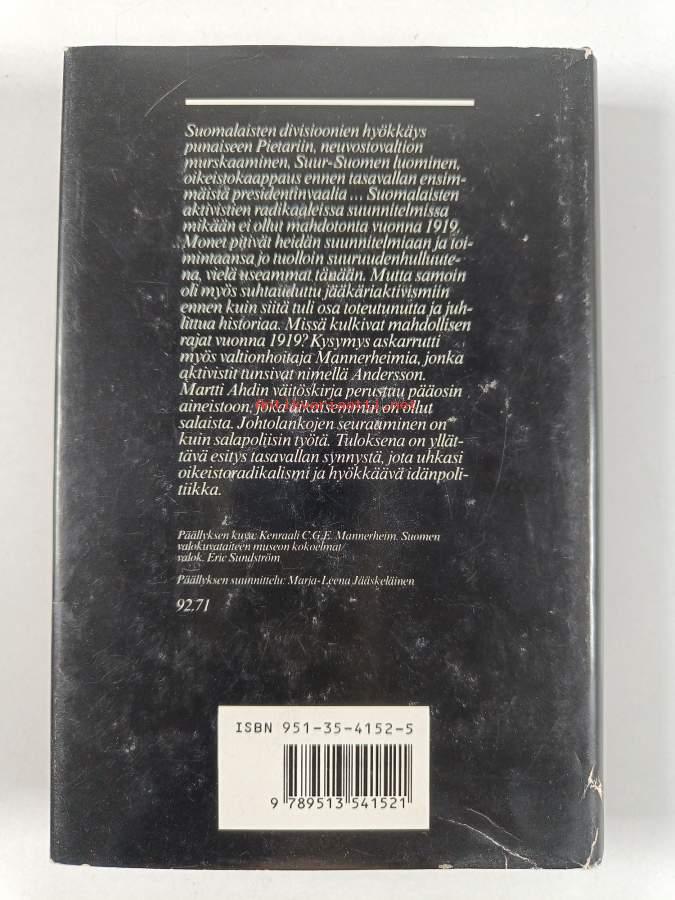 Suomalaisten divisioonien hyökkäys
punaiseen Pietariin, neuvostovaltion
murskaaminen, Suur-Suomen luominen,
oikeistokaappaus ennen tasavallan ensim-
mäistä presidentinvaalia ... Suomalaisten
aktivistien radikaaleissa suunnitelmissa
mikään ei ollut mahdotonta vuonna 1919.
Monet pitivät heidän suunnitelmiaan ja toi-
mintaansa jo tuolloin suuruudenhulluute-
na, vielä useammat tänään. Mutta samoin
oli myös suhtauduttu jääkäriaktivismiin
ennen kuin siitä tuli osa toteutunutta ja juh-
littua historiaa. Missä kulkivat mahdollisen
rajat vuonna 1919? Kysymys askarrutti
myös valtionhoitaja Mannerheimia, jonka
aktivistit tunsivat nimellä Andersson.
Martti Ahdin väitöskirja perustuu pääosin
aineistoon, joka aikaisemmin on ollut
salaista. Johtolankojen seuraaminen on
kuin salapoliisin työtä. Tuloksena on yllät-
tävä esitys tasavallan synnystä, jota uhkasi
oikeistoradikalismi ja hyökkäävä idänpoli-
tiikka.
Päällyksen kuva: Kenraali C.G.E. Mannerheim. Suomen
valokuvataiteen museon kokoelmat
valok. Eric Sundström
Päällyksen suunnittelu: Marja-Leena Jääskeläinen
92.71
ISBN 951-35-4152-5
9 789513 541521